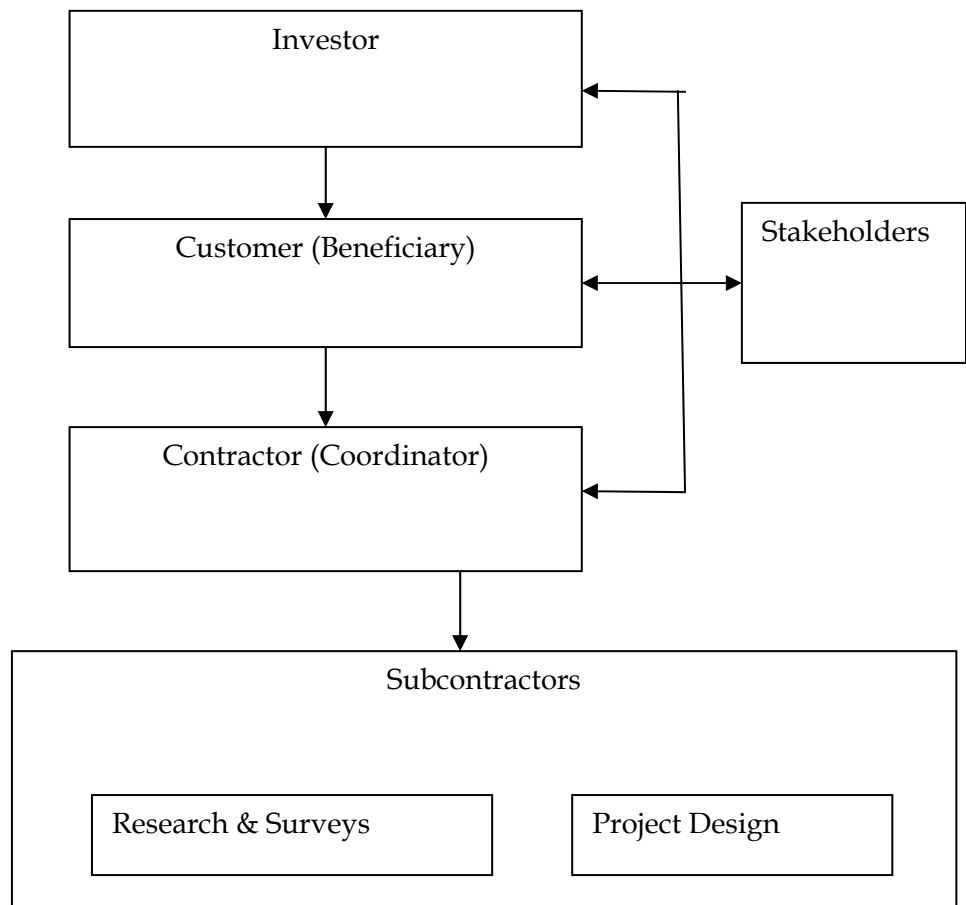 Investor
Customer (Beneficiary)
Stakeholders
Contractor (Coordinator)
Subcontractors
Research & Surveys
Project Design